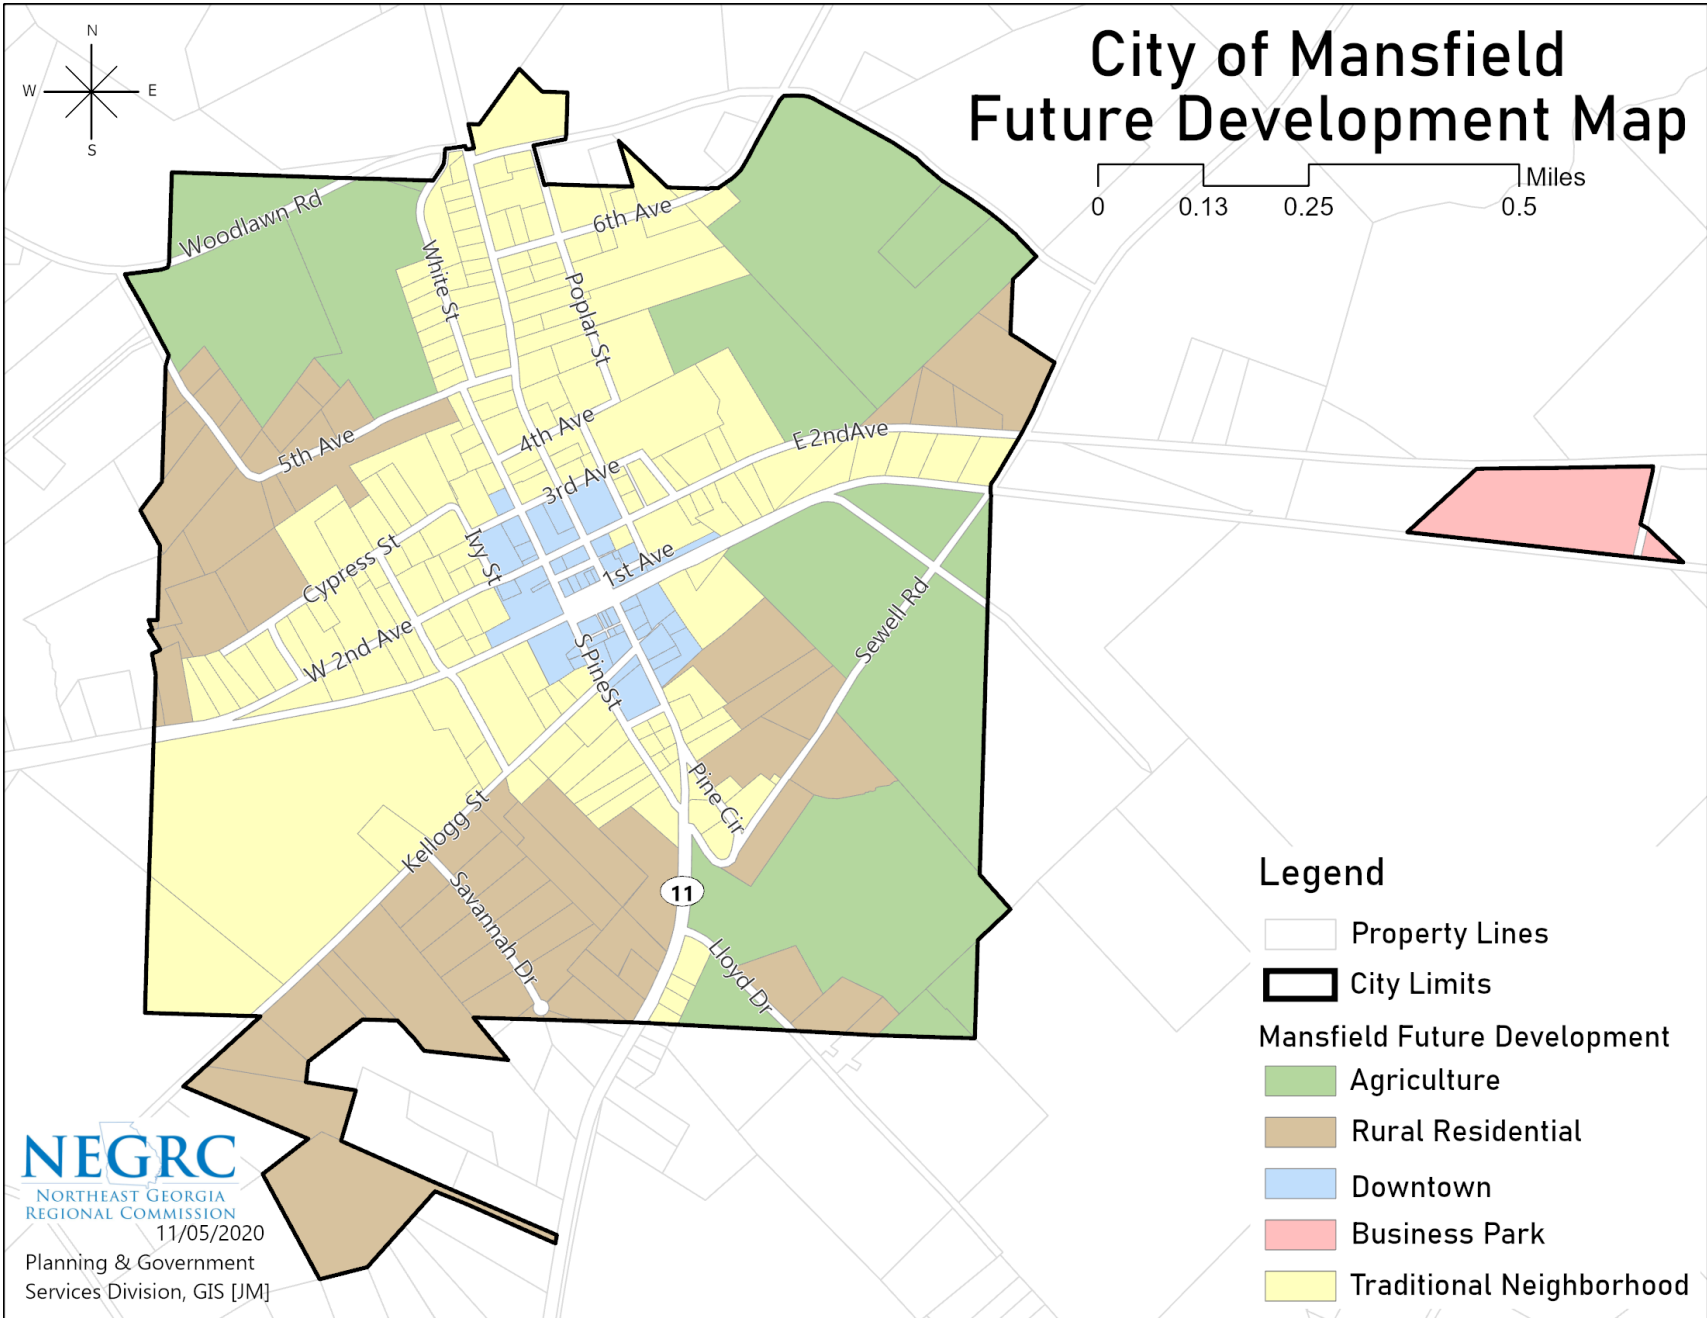 City of Mansfield
Future Development Map
N
W
E
S
Miles
0
0.13
0.25
0.5
Woodlawn Rd
6th Ave
White St
Poplar St
4th Ave
E 2ndAve
5th Ave
3rd Ave
Ivy St
1st Ave
Cypress St
W 2nd Ave
Sewell Rd
S PineSt
Pine Cir
Kellogg St
Savannah Dr
11
Lloyd Dr
Legend
Property Lines
City Limits
Mansfield Future Development
Agriculture
Rural Residential
Downtown
Business Park
Traditional Neighborhood
NEGRC
NORTHEAST GEORGIA
REGIONAL COMMISSION
11/05/2020
Planning & Government
Services Division, GIS [JM]